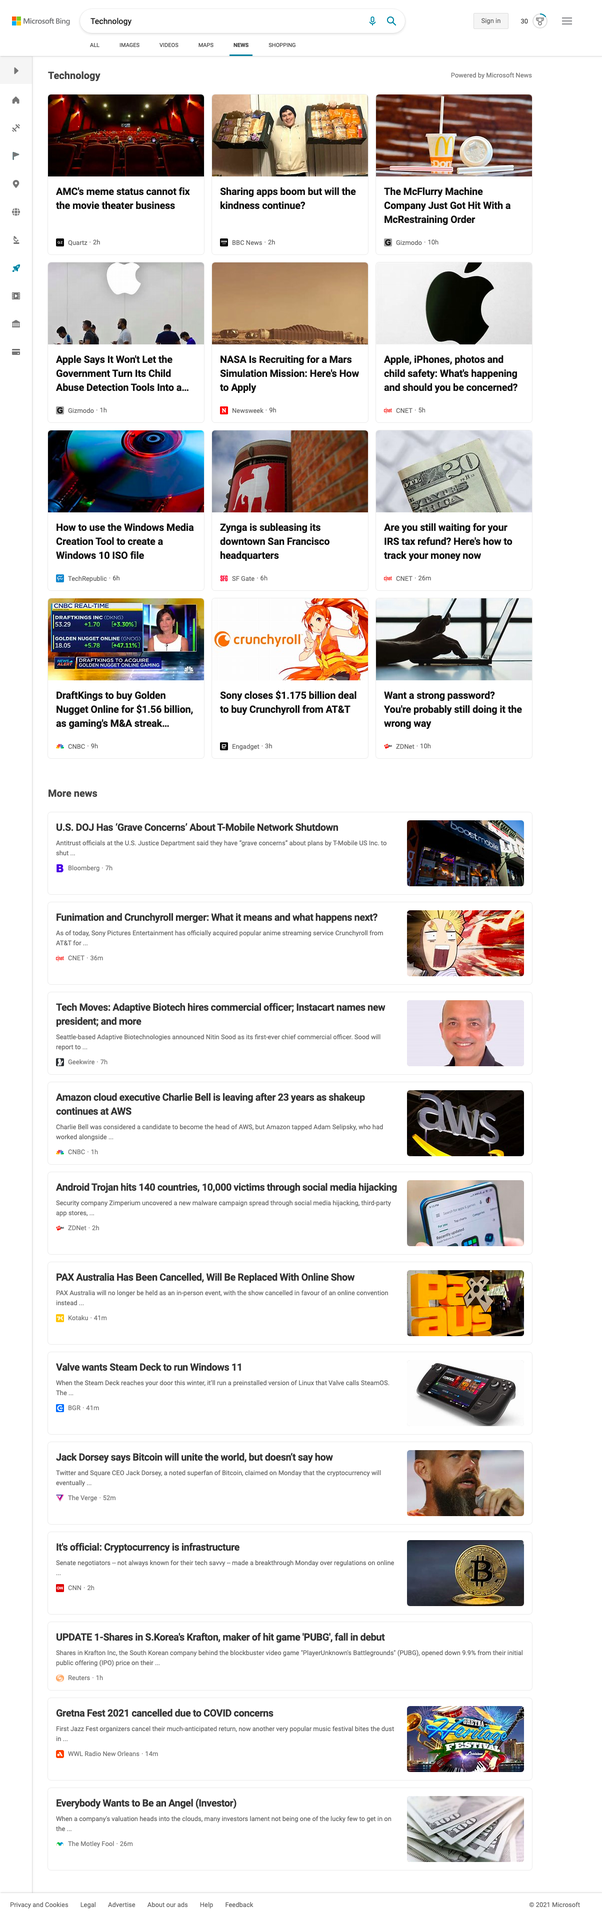 Microsoft Bing
Technology
Sign in
30
ALL
IMAGES
VIDEOS
MAPS
NEWS
SHOPPING
Technology
Powered by Microsoft News
AMC's meme status cannot fix
the movie theater business
Quartz · 2h
Sharing apps boom but will the
kindness continue?
BBC News · 2h
The McFlurry Machine
Company Just Got Hit With a
McRestraining Order
Gizmodo · 10h
Apple Says It Won't Let the
Government Turn Its Child
Abuse Detection Tools Into a...
Gizmodo · 1h
NASA Is Recruiting for a Mars
Simulation Mission: Here's How
to Apply
Newsweek · 9h
Apple, iPhones, photos and
child safety: What's happening
and should you be concerned?
CNET · 5h
How to use the Windows Media
Creation Tool to create a
Windows 10 ISO file
TechRepublic · 6h
Zynga is subleasing its
downtown San Francisco
headquarters
SF Gate · 6h
Are you still waiting for your
IRS tax refund? Here's how to
track your money now
CNET · 26m
CNBC REAL-TIME
DRAFTKINGS INC (DKNG)
53.29 +1.70 [+3.30%]
GOLDEN NUGGET ONLINE (GNOG)
18.05 +5.78 [+47.11%]
NEWS ALERT
DRAFTKINGS TO ACQUIRE
GOLDEN NUGGET ONLINE GAMING
DraftKings to buy Golden
Nugget Online for $1.56 billion,
as gaming's M&A streak...
CNBC · 9h
crunchyroll
Sony closes $1.175 billion deal
to buy Crunchyroll from AT&T
Engadget · 3h
Want a strong password?
You're probably still doing it the
wrong way
ZDNet · 10h
More news
U.S. DOJ Has ‘Grave Concerns’ About T-Mobile Network Shutdown
Antitrust officials at the U.S. Justice Department said they have “grave concerns” about plans by T-Mobile US Inc. to
shut ...
Bloomberg · 7h
boost mobile
Funimation and Crunchyroll merger: What it means and what happens next?
As of today, Sony Pictures Entertainment has officially acquired popular anime streaming service Crunchyroll from
AT&T for ...
CNET · 36m
Tech Moves: Adaptive Biotech hires commercial officer; Instacart names new
president; and more
Seattle-based Adaptive Biotechnologies announced Nitin Sood as its first-ever chief commercial officer. Sood will
report to ...
Geekwire · 7h
Amazon cloud executive Charlie Bell is leaving after 23 years as shakeup
continues at AWS
Charlie Bell was considered a candidate to become the head of AWS, but Amazon tapped Adam Selipsky, who had
worked alongside ...
CNBC · 1h
aws
Android Trojan hits 140 countries, 10,000 victims through social media hijacking
Security company Zimperium uncovered a new malware campaign spread through social media hijacking, third-party
app stores, ...
ZDNet · 2h
PAX Australia Has Been Cancelled, Will Be Replaced With Online Show
PAX Australia will no longer be held as an in-person event, with the show cancelled in favour of an online convention
instead ...
Kotaku · 41m
pax
aus
Valve wants Steam Deck to run Windows 11
When the Steam Deck reaches your door this winter, it'll run a preinstalled version of Linux that Valve calls SteamOS.
The ...
BGR · 41m
Jack Dorsey says Bitcoin will unite the world, but doesn’t say how
Twitter and Square CEO Jack Dorsey, a noted superfan of Bitcoin, claimed on Monday that the cryptocurrency will
eventually ...
The Verge · 52m
It's official: Cryptocurrency is infrastructure
Senate negotiators -- not always known for their tech savvy -- made a breakthrough Monday over regulations on online
...
CNN · 2h
UPDATE 1-Shares in S.Korea's Krafton, maker of hit game 'PUBG', fall in debut
Shares in Krafton Inc, the South Korean company behind the blockbuster video game "PlayerUnknown's Battlegrounds" (PUBG), opened down 9.9% from their initial
public offering (IPO) price on their ...
Reuters · 1h
Gretna Fest 2021 cancelled due to COVID concerns
First Jazz Fest organizers cancel their much-anticipated return, now another very popular music festival bites the dust
in ...
WWL Radio New Orleans · 14m
GRETNA
Heritage
FESTIVAL
Everybody Wants to Be an Angel (Investor)
When a company's valuation heads into the clouds, many investors lament not being one of the lucky few to get in on
the ...
The Motley Fool · 26m
Privacy and Cookies
Legal
Advertise
About our ads
Help
Feedback
© 2021 Microsoft